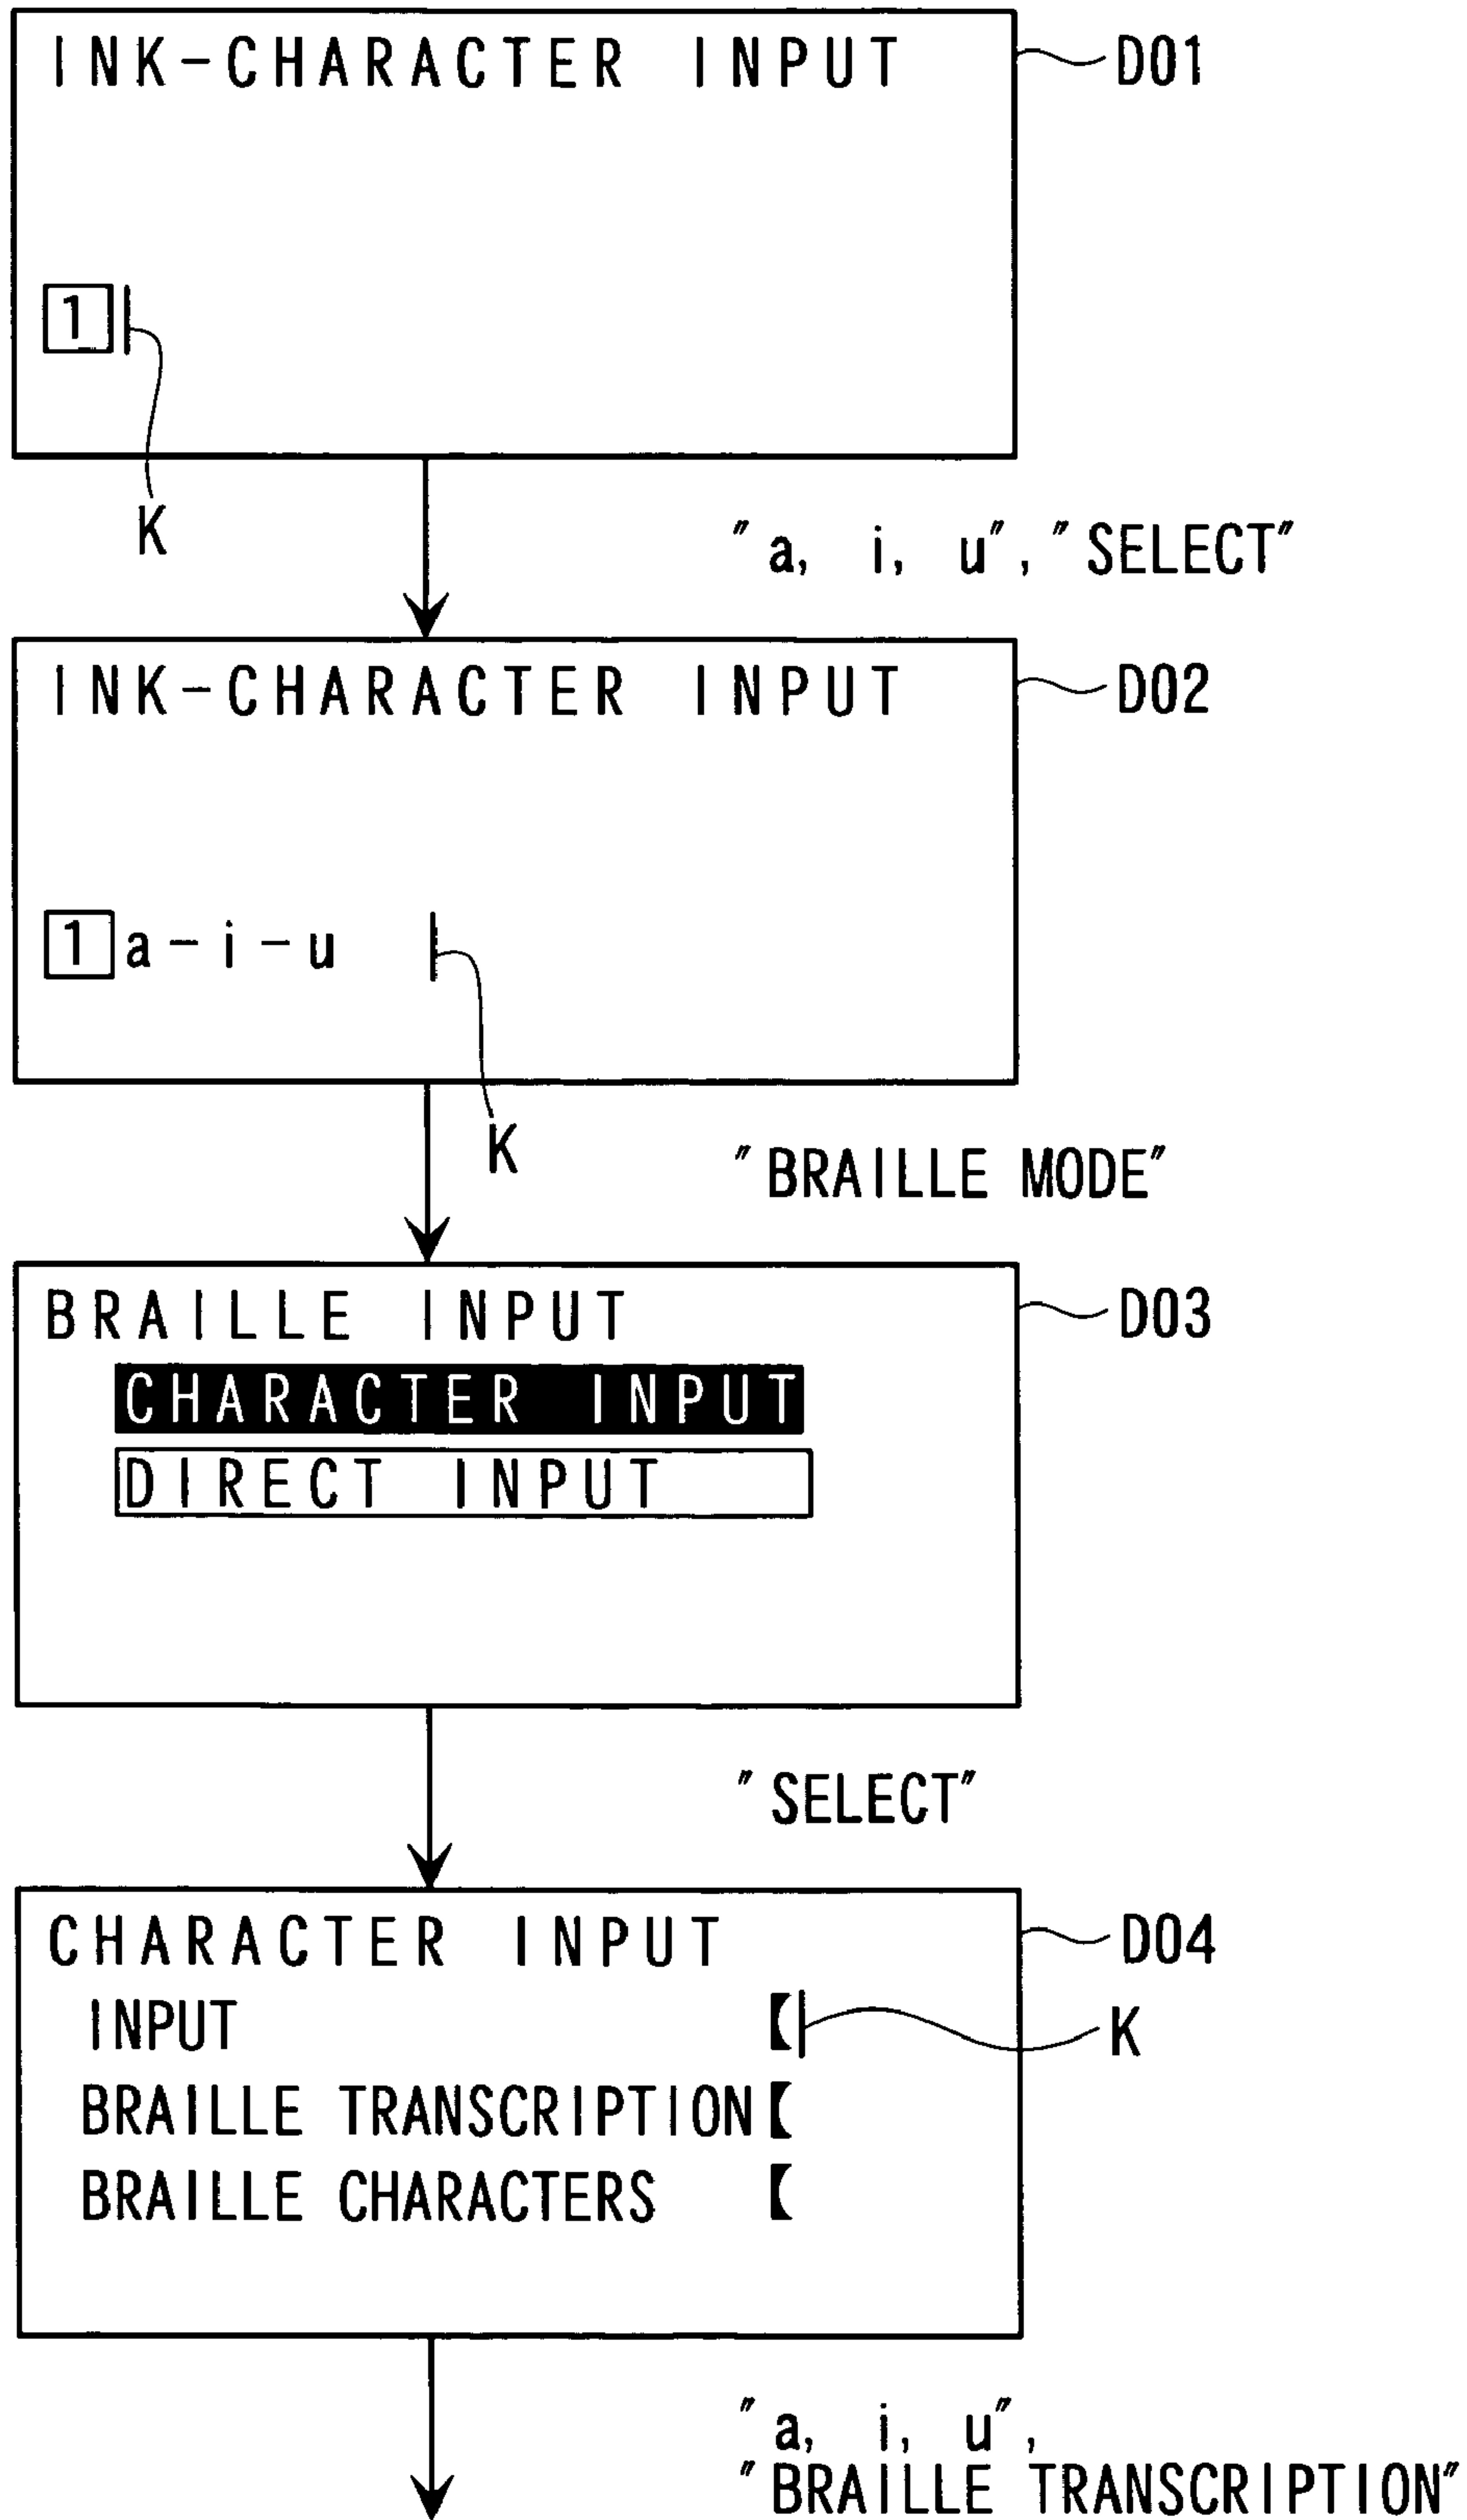 INK-CHARACTER INPUT
D01
1
K
"a, i, u", "SELECT"
INK-CHARACTER INPUT
D02
1 a-i-u
K
"BRAILLE MODE"
BRAILLE INPUT
D03
CHARACTER INPUT
DIRECT INPUT
"SELECT"
CHARACTER INPUT
D04
INPUT
K
BRAILLE TRANSCRIPTION
BRAILLE CHARACTERS
"a, i, u",
"BRAILLE TRANSCRIPTION"